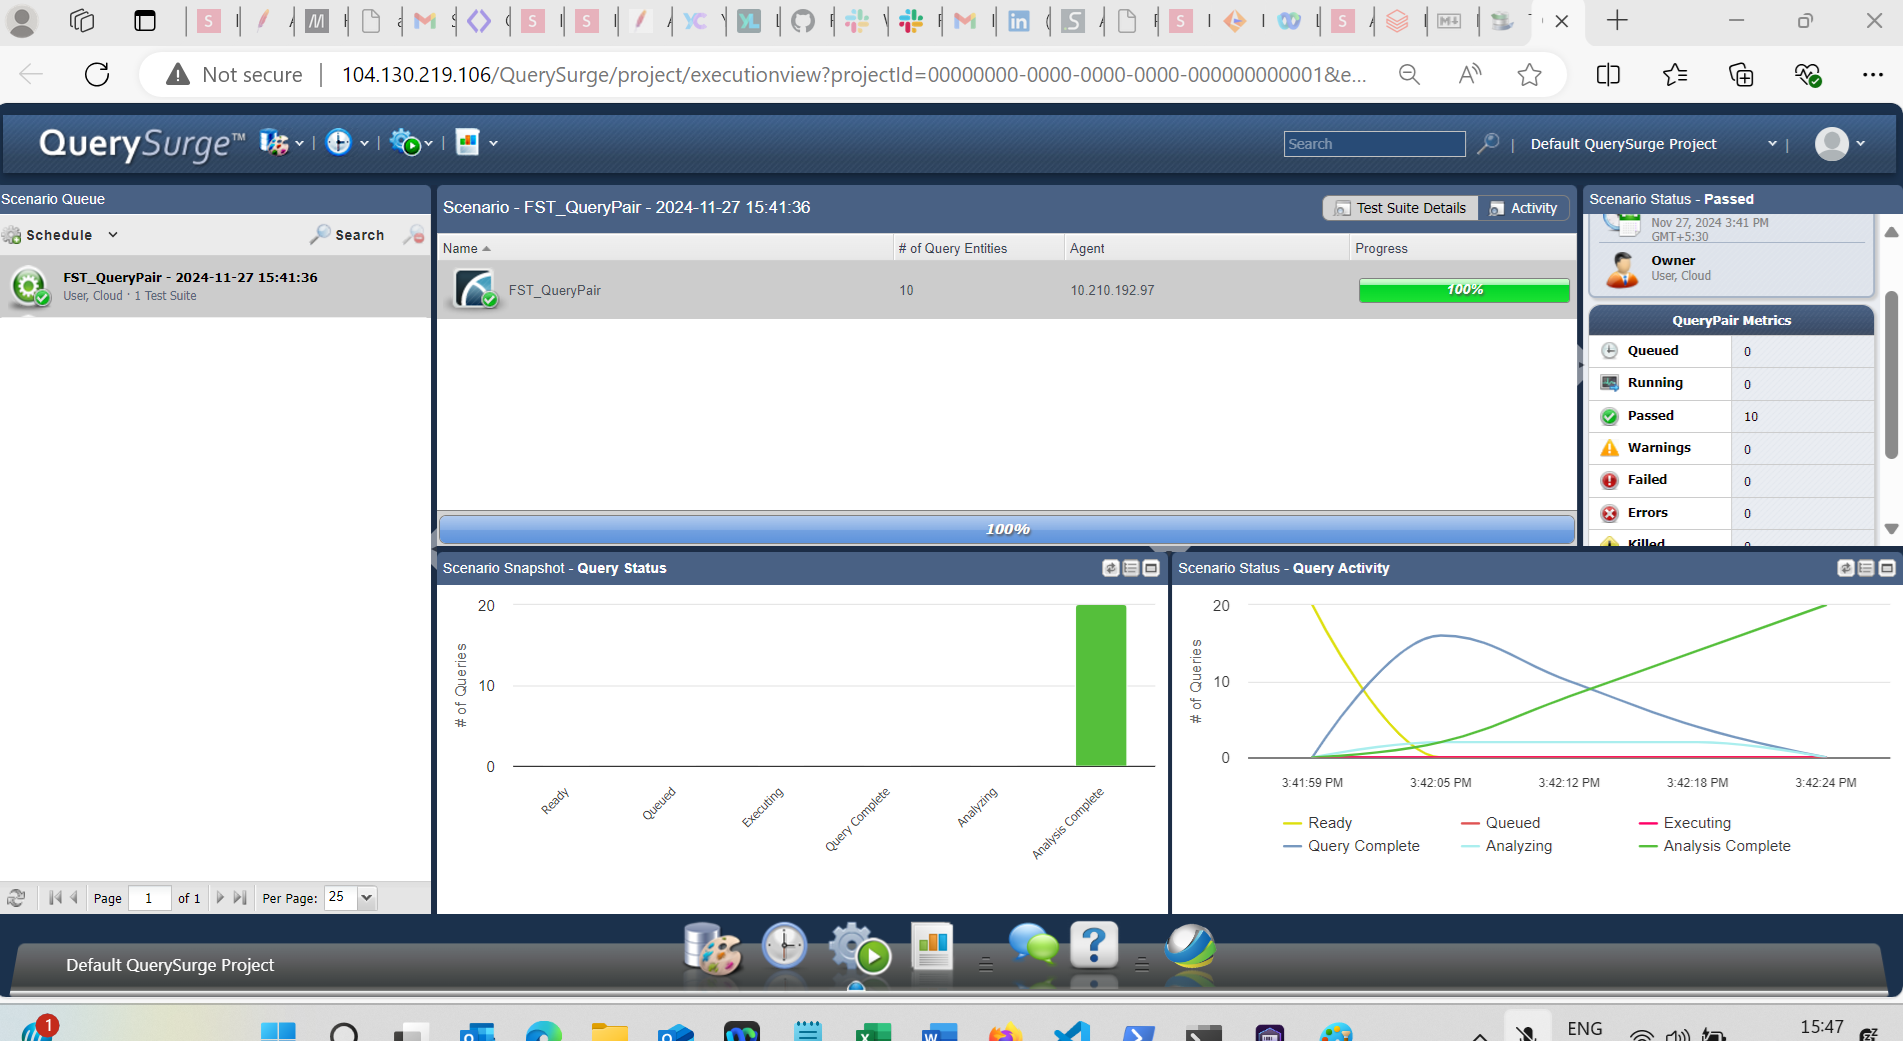 Not secure
104.130.219.106/QuerySurge/project/executionview?projectId=00000000-0000-0000-0000-000000000001&e...
QuerySurge™
Search
Default QuerySurge Project
Scenario Queue
Schedule
Search
FST_QueryPair - 2024-11-27 15:41:36
User, Cloud · 1 Test Suite
Page 1 of 1 Per Page: 25
Scenario - FST_QueryPair - 2024-11-27 15:41:36
Test Suite Details
Activity
Name # of Query Entities Agent Progress
FST_QueryPair 10 10.210.192.97 100%
100%
Scenario Status - Passed
Nov 27, 2024 3:41 PM
GMT+5:30
Owner
User, Cloud
QueryPair Metrics
Queued 0
Running 0
Passed 10
Warnings 0
Failed 0
Errors 0
Killed 0
Scenario Snapshot - Query Status
# of Queries
20
10
0
Ready
Queued
Executing
Query Complete
Analyzing
Analysis Complete
Scenario Status - Query Activity
# of Queries
20
10
0
3:41:59 PM 3:42:05 PM 3:42:12 PM 3:42:18 PM 3:42:24 PM
Ready Queued Executing
Query Complete Analyzing Analysis Complete
Default QuerySurge Project
1
ENG
15:47